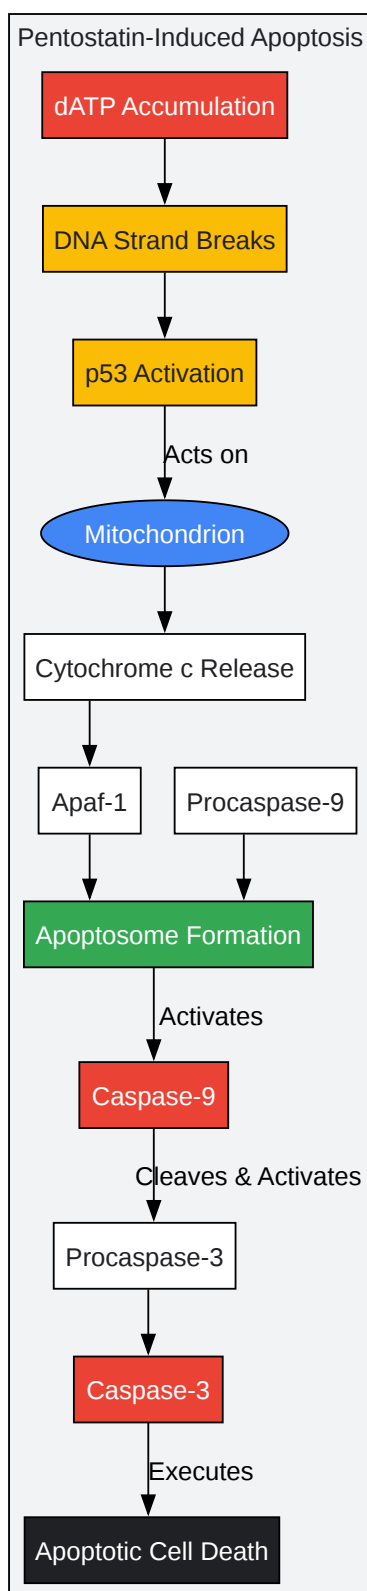 Pentostatin-Induced Apoptosis
dATP Accumulation
DNA Strand Breaks
p53 Activation
Acts on
Mitochondrion
Cytochrome c Release
Apaf-1
Procaspase-9
Apoptosome Formation
Activates
Caspase-9
Cleaves & Activates
Procaspase-3
Caspase-3
Executes
Apoptotic Cell Death